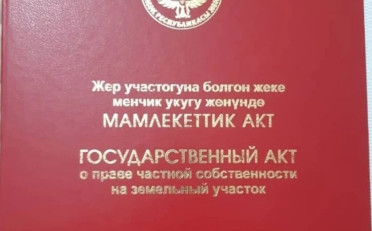 Жер участогуна болгон жеке
менчик укугу жөнүндө
МАМЛЕКЕТТИК АКТ
ГОСУДАРСТВЕННЫЙ АКТ
о праве частной собственности
на земельный участок